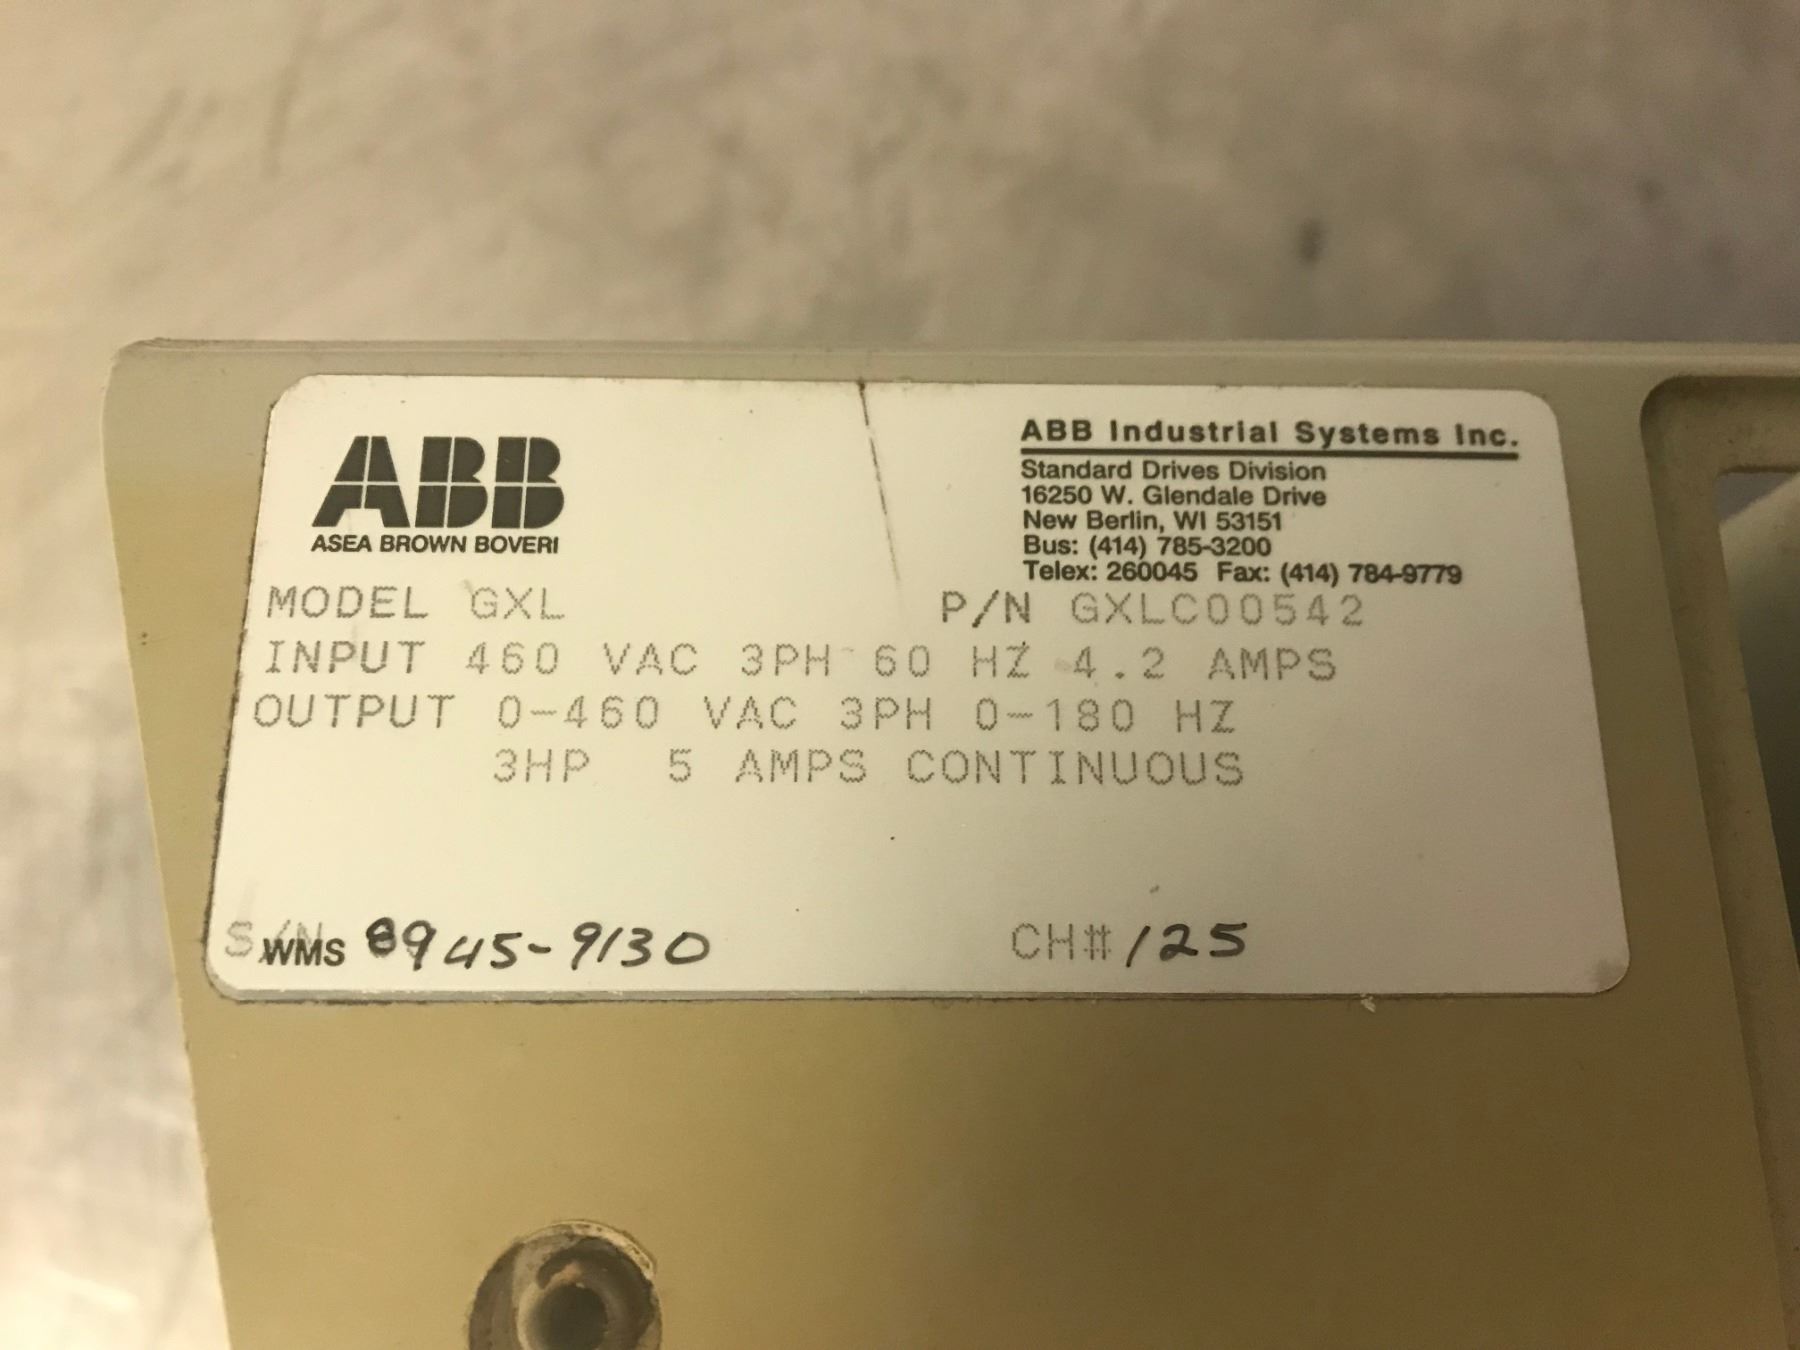 ABB
ASEA BROWN BOVERI
ABB Industrial Systems Inc.
Standard Drives Division
16250 W. Glendale Drive
New Berlin, WI 53151
Bus: (414) 785-3200
Telex: 260045 Fax: (414) 784-9779
MODEL GXL P/N GXLC00542
INPUT 460 VAC 3PH 60 HZ 4.2 AMPS
OUTPUT 0-460 VAC 3PH 0-180 HZ
3HP 5 AMPS CONTINUOUS
S/N WMS 8945-9130 CH# 125